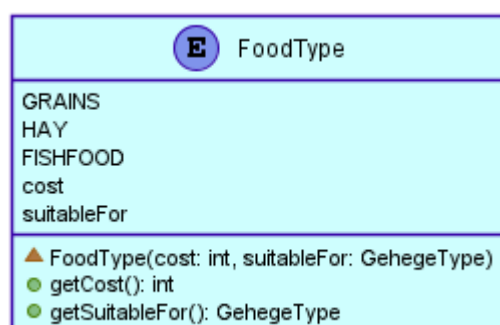 E FoodType
GRAINS
HAY
FISHFOOD
cost
suitableFor
FoodType(cost: int, suitableFor: GehegeType)
getCost(): int
getSuitableFor(): GehegeType